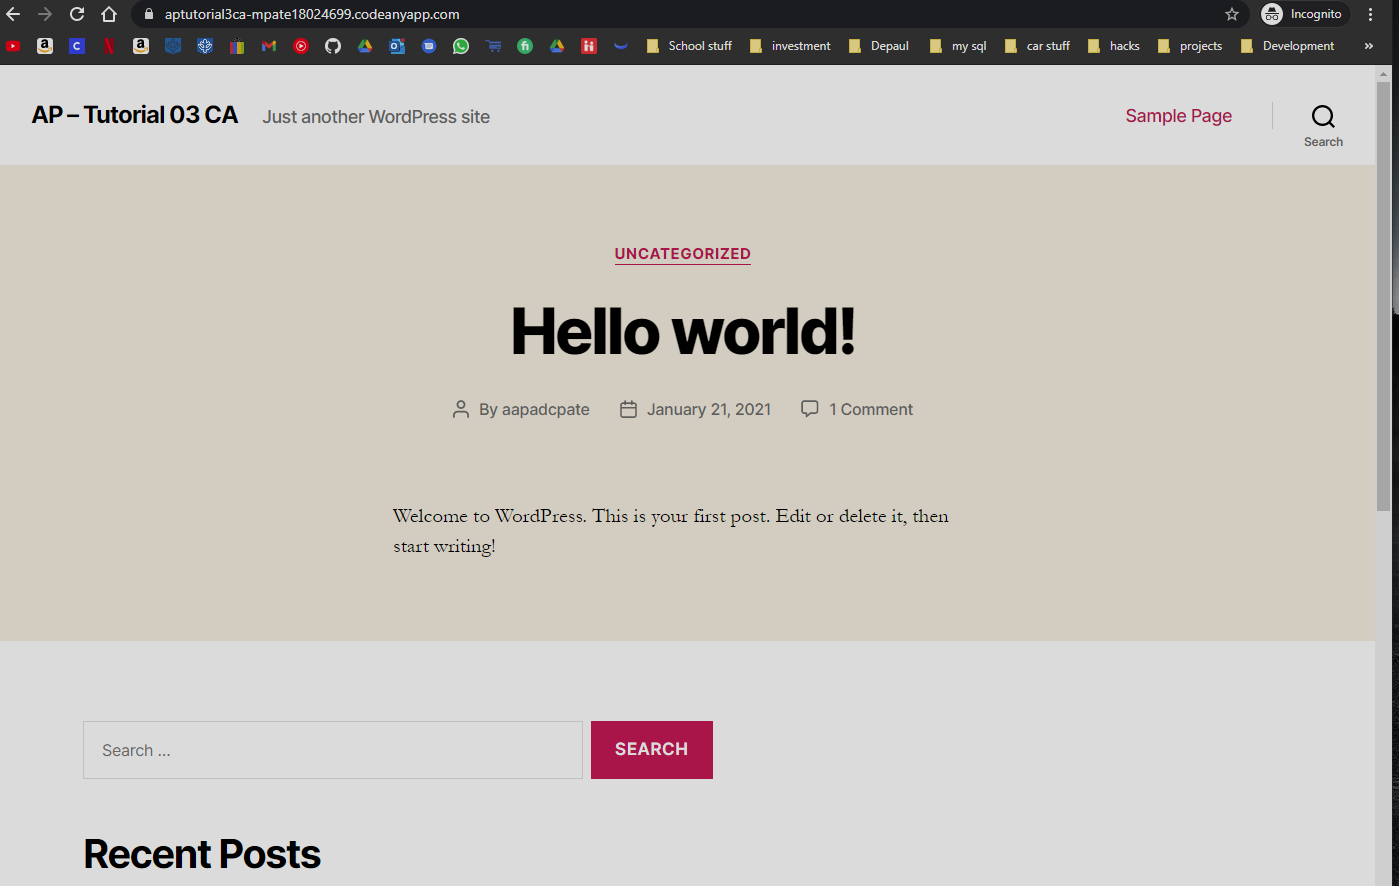 aptutorial3ca-mpate18024699.codeanyapp.com Incognito
School stuff investment Depaul my sql car stuff hacks projects Development »
AP – Tutorial 03 CA Just another WordPress site Sample Page
Search
UNCATEGORIZED
Hello world!
By aapadcpate January 21, 2021 1 Comment
Welcome to WordPress. This is your first post. Edit or delete it, then
start writing!
Search … SEARCH
Recent Posts